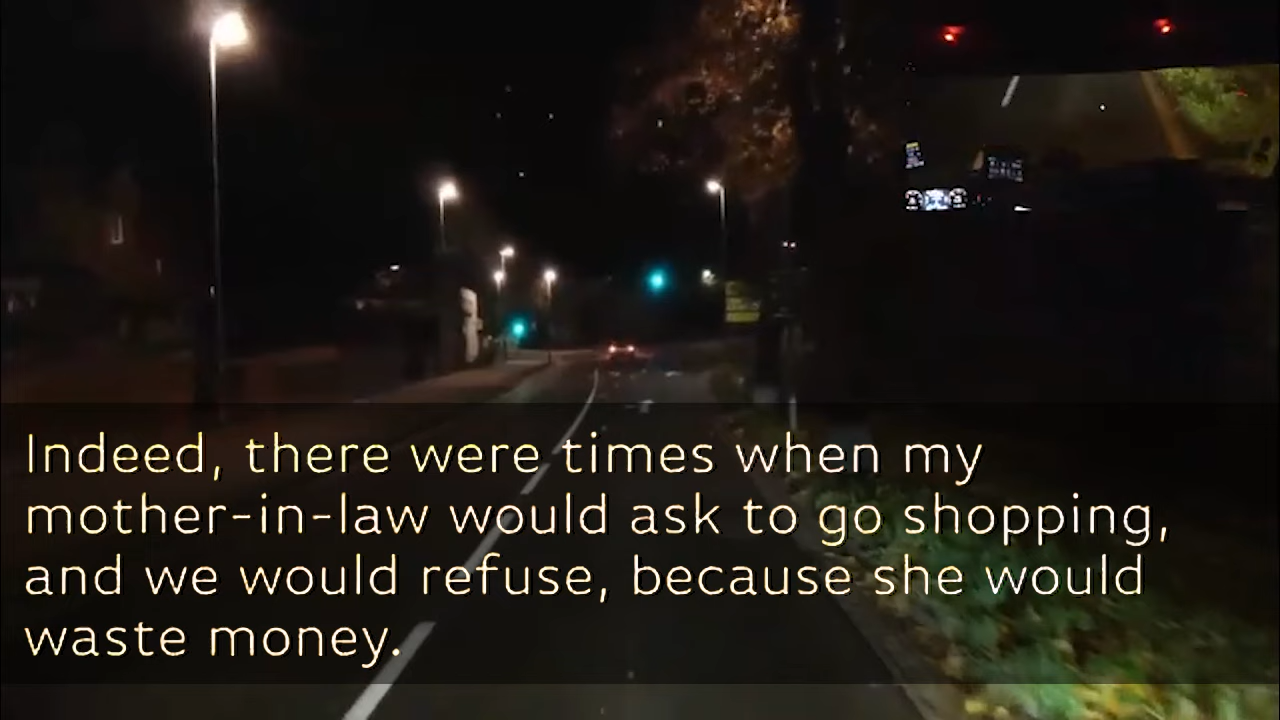 Indeed, there were times when my
mother-in-law would ask to go shopping,
and we would refuse, because she would
waste money.